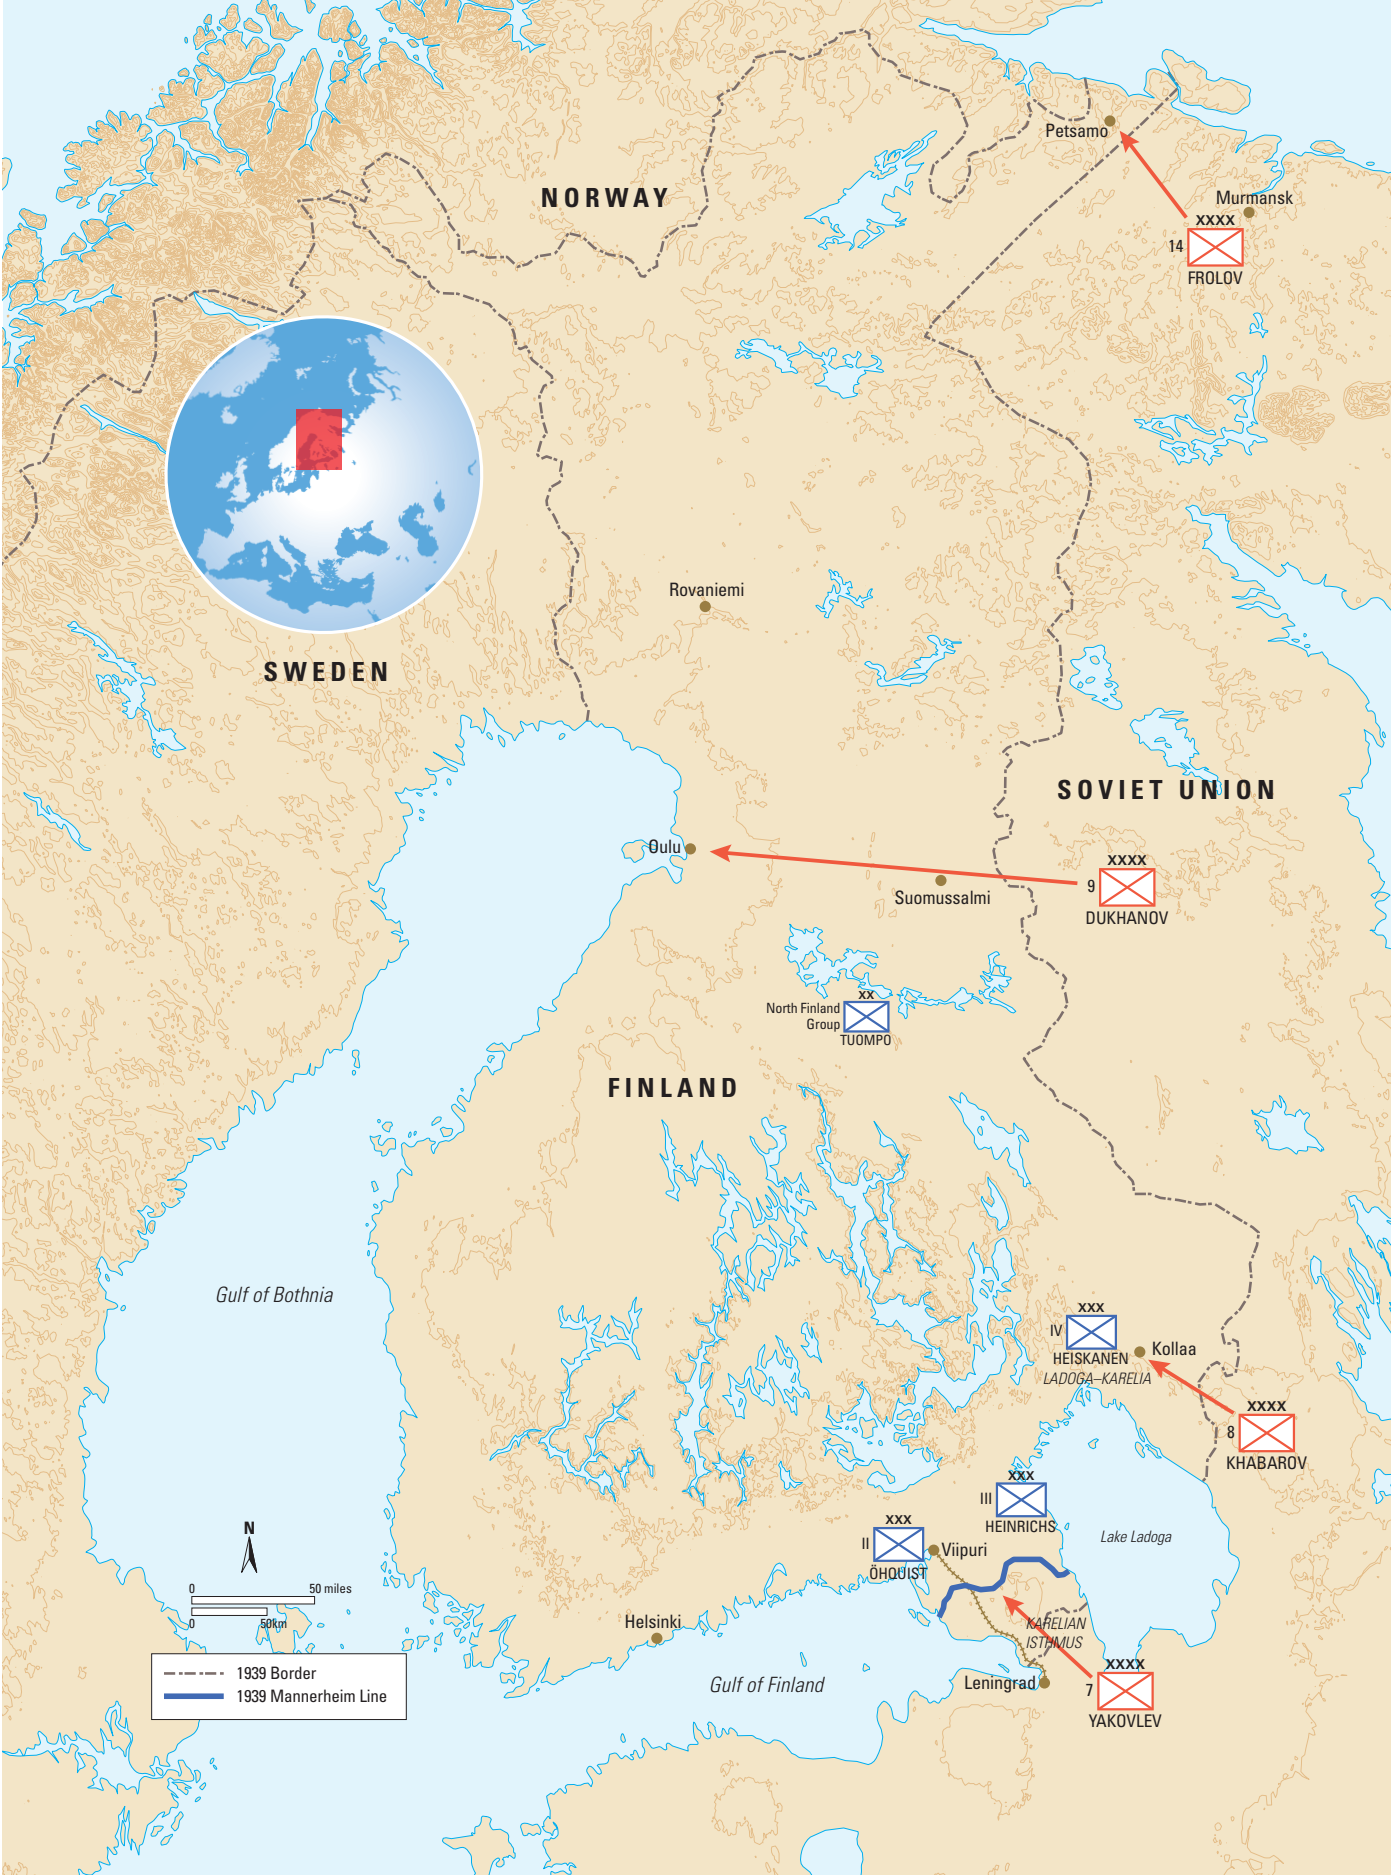 Petsamo
NORWAY
Murmansk
XXXX
14
FROLOV
Rovaniemi
SWEDEN
SOVIET UNION
Oulu
XXXX
9
DUKHANOV
Suomussalmi
XX
North Finland
Group
TUOMPO
FINLAND
Gulf of Bothnia
XXX
IV
HEISKANEN
LADOGA–KARELIA
Kollaa
XXXX
8
KHABAROV
XXX
III
HEINRICHS
Lake Ladoga
XXX
II
ÖHQUIST
Viipuri
N
0 50 miles
0 50km
Helsinki
KARELIAN
ISTHMUS
Gulf of Finland
Leningrad
XXXX
7
YAKOVLEV
1939 Border
1939 Mannerheim Line